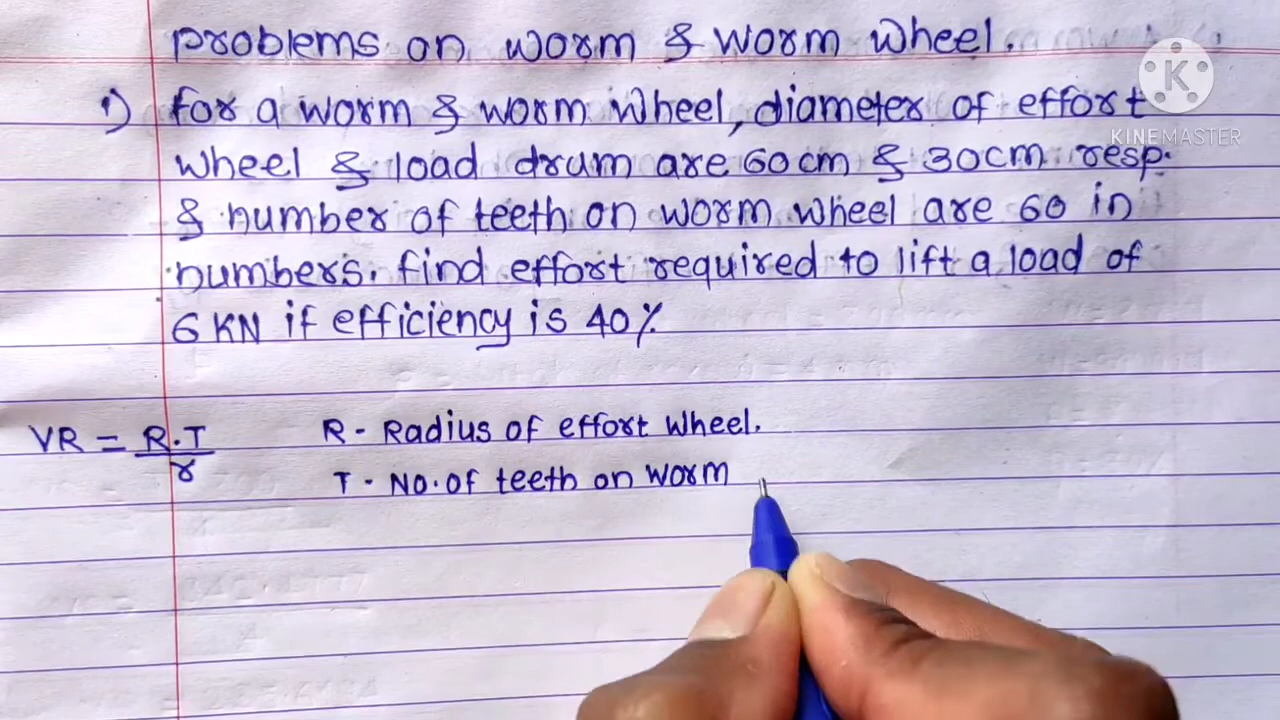 problems on worm & worm wheel.
1) for a worm & worm wheel, diameter of effort
wheel & load drum are 60cm & 30cm resp.
& number of teeth on worm wheel are 60 in
numbers. find effort required to lift a load of
6 KN if efficiency is 40%
VR = R.T / r
R - Radius of effort wheel.
T - No. of teeth on worm
K
KINEMASTER